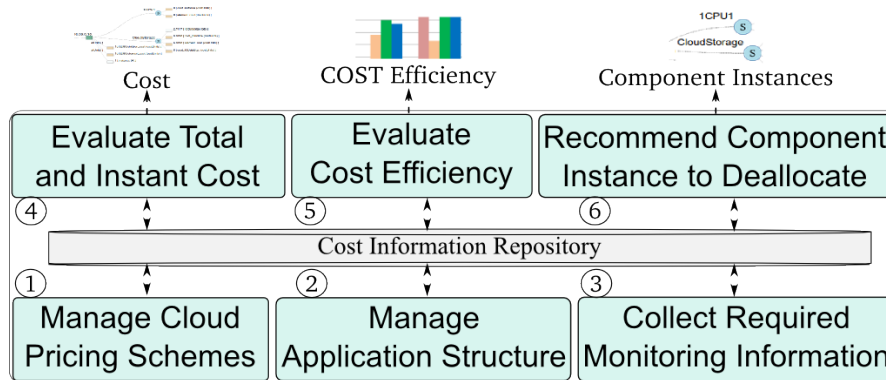 1CPU1
S
CloudStorage
S
Cost
COST Efficiency
Component Instances
Evaluate Total
and Instant Cost
Evaluate
Cost Efficiency
Recommend Component
Instance to Deallocate
4
5
6
Cost Information Repository
1
2
3
Manage Cloud
Pricing Schemes
Manage
Application Structure
Collect Required
Monitoring Information